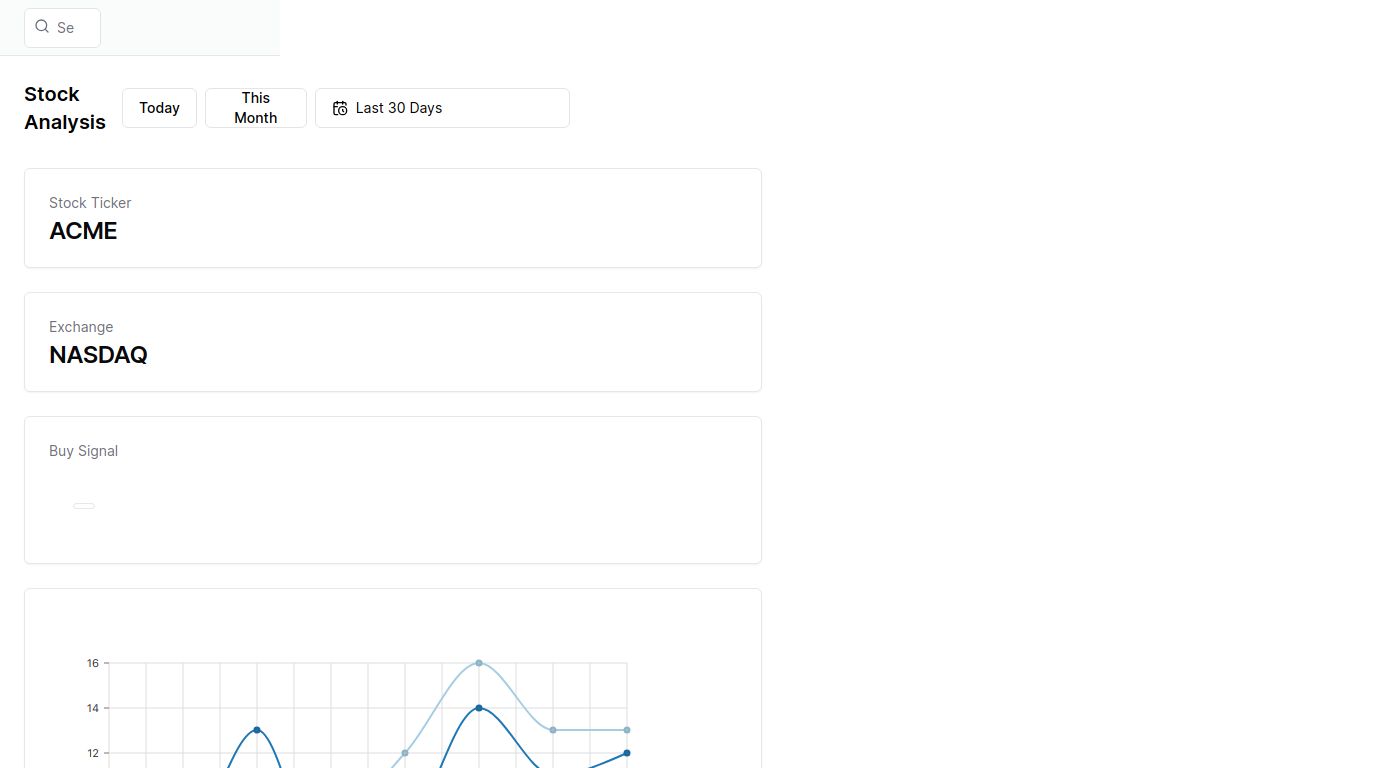 Se
Stock
Analysis
Today
This
Month
Last 30 Days
Stock Ticker
ACME
Exchange
NASDAQ
Buy Signal
16
14
12